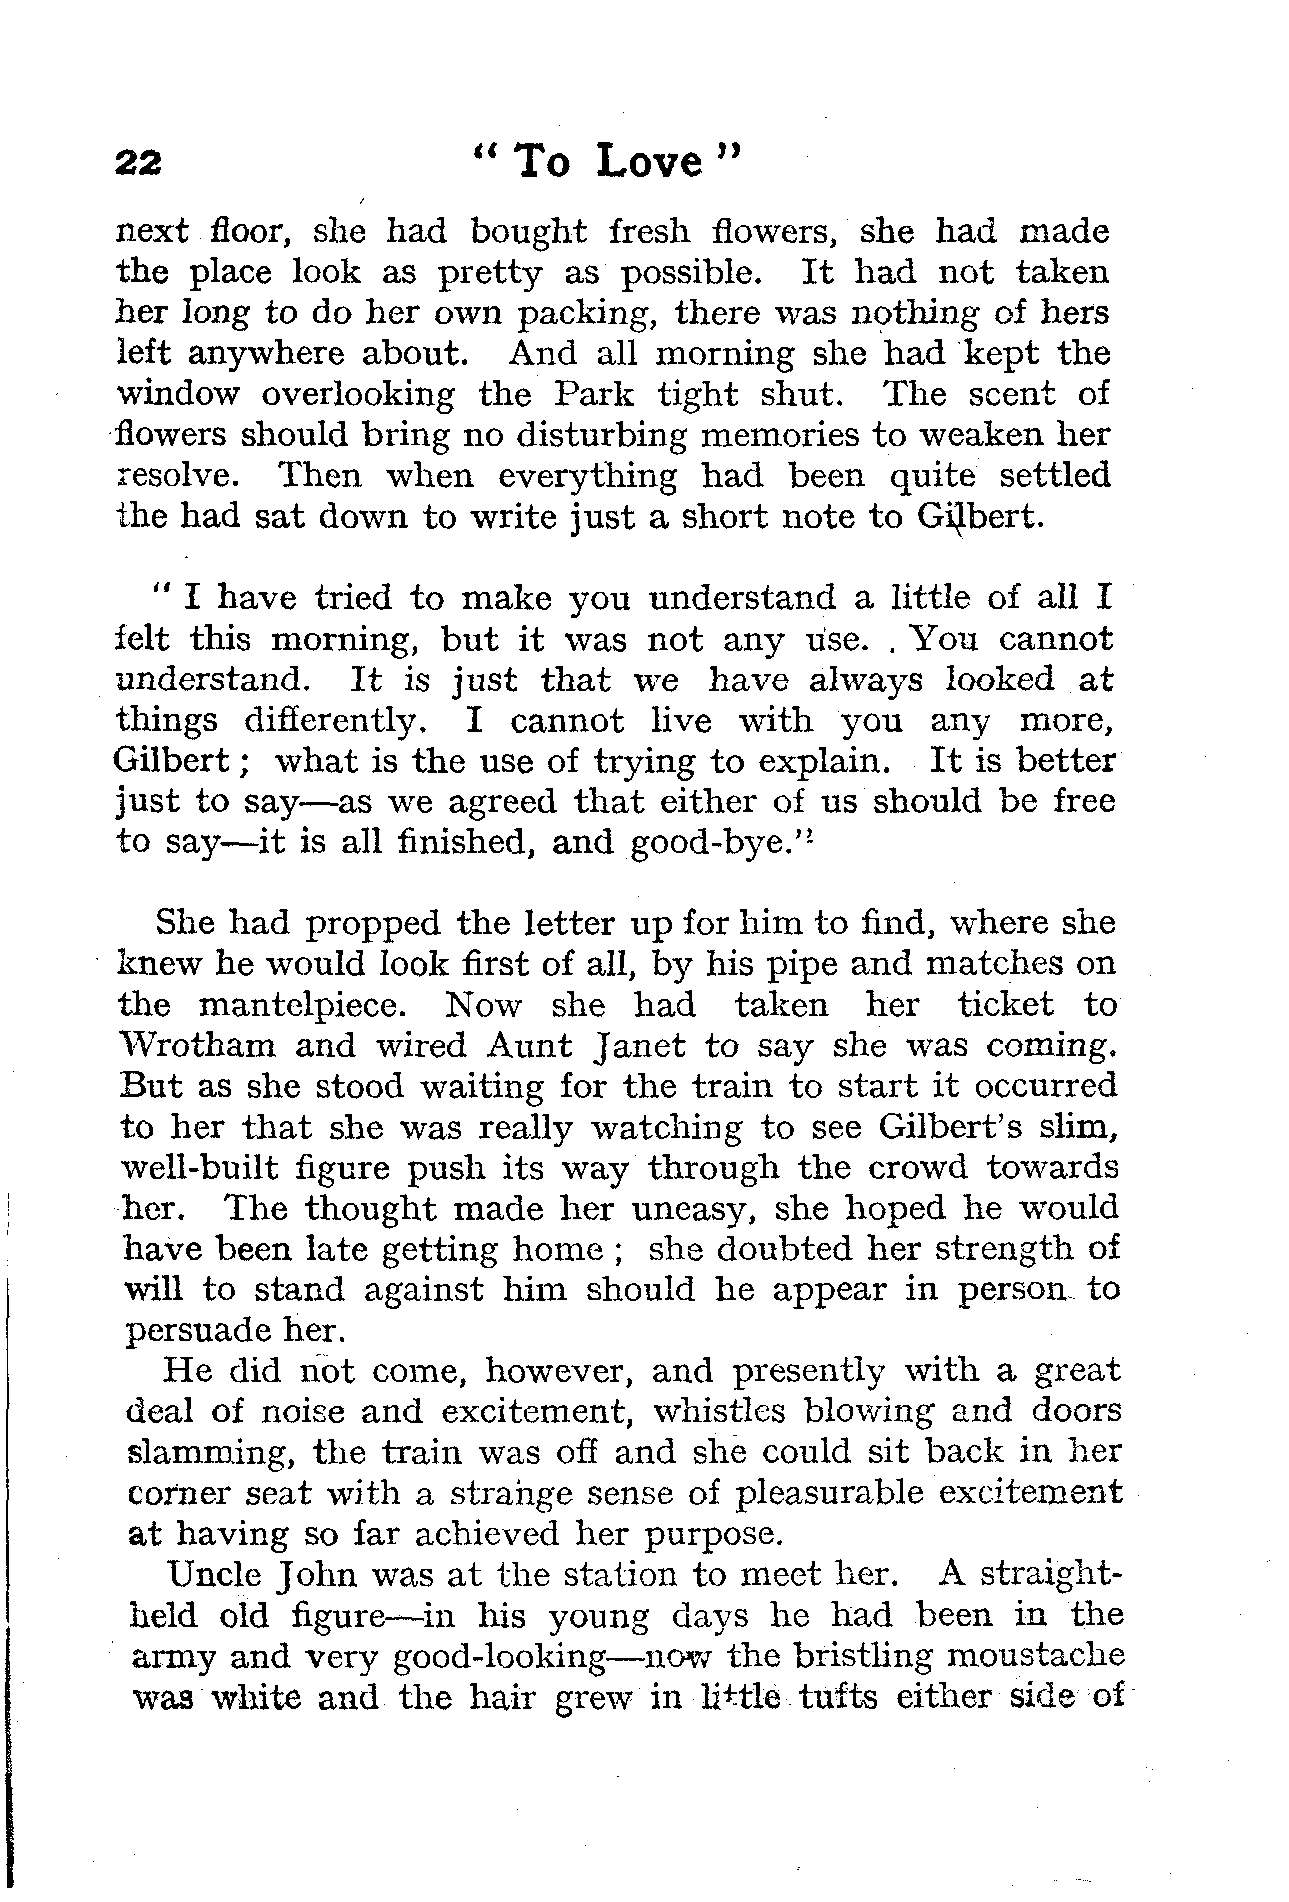 22 " To Love "
next floor, she had bought fresh flowers, she had made
the place look as pretty as possible. It had not taken
her long to do her own packing, there was nothing of hers
left anywhere about. And all morning she had kept the
window overlooking the Park tight shut. The scent of
flowers should bring no disturbing memories to weaken her
resolve. Then when everything had been quite settled
the had sat down to write just a short note to Gilbert.
" I have tried to make you understand a little of all I
felt this morning, but it was not any use. . You cannot
understand. It is just that we have always looked at
things differently. I cannot live with you any more,
Gilbert ; what is the use of trying to explain. It is better
just to say—as we agreed that either of us should be free
to say—it is all finished, and good-bye."
She had propped the letter up for him to find, where she
knew he would look first of all, by his pipe and matches on
the mantelpiece. Now she had taken her ticket to
Wrotham and wired Aunt Janet to say she was coming.
But as she stood waiting for the train to start it occurred
to her that she was really watching to see Gilbert's slim,
well-built figure push its way through the crowd towards
her. The thought made her uneasy, she hoped he would
have been late getting home ; she doubted her strength of
will to stand against him should he appear in person to
persuade her.
He did not come, however, and presently with a great
deal of noise and excitement, whistles blowing and doors
slamming, the train was off and she could sit back in her
corner seat with a strange sense of pleasurable excitement
at having so far achieved her purpose.
Uncle John was at the station to meet her. A straight-
held old figure—in his young days he had been in the
army and very good-looking—now the bristling moustache
was white and the hair grew in little tufts either side of